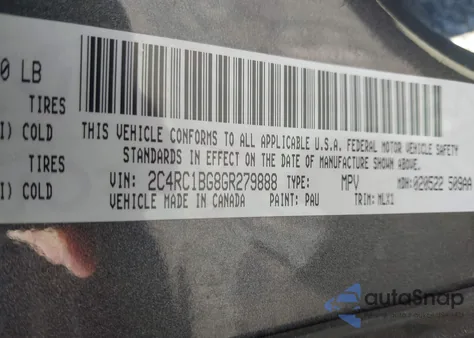 0 LB
TIRES
I) COLD
TIRES
I) COLD
THIS VEHICLE CONFORMS TO ALL APPLICABLE U.S.A. FEDERAL MOTOR VEHICLE SAFETY
STANDARDS IN EFFECT ON THE DATE OF MANUFACTURE SHOWN ABOVE.
VIN: 2C4RC1BG8GR279888 TYPE: MPV MDH: 020522 509AA
VEHICLE MADE IN CANADA PAINT: PAU TRIM: MLX1
autoSnap